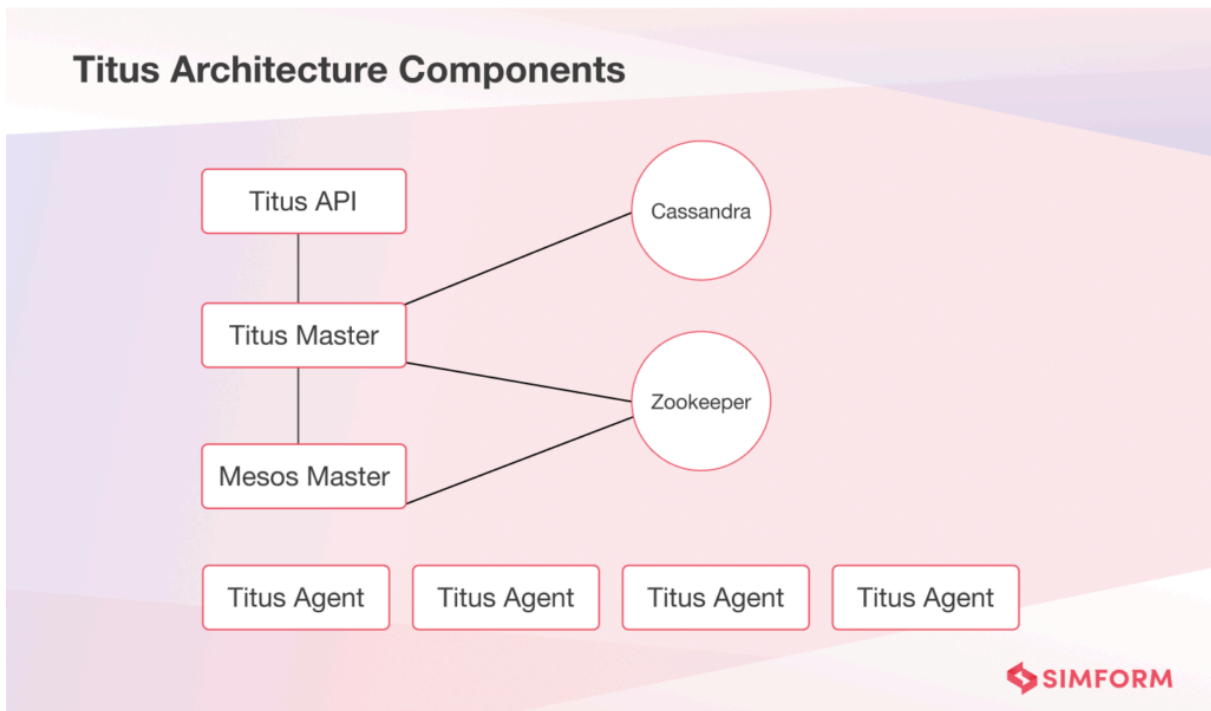 Titus Architecture Components
Titus API
Cassandra
Titus Master
Zookeeper
Mesos Master
Titus Agent
Titus Agent
Titus Agent
Titus Agent
SIMFORM